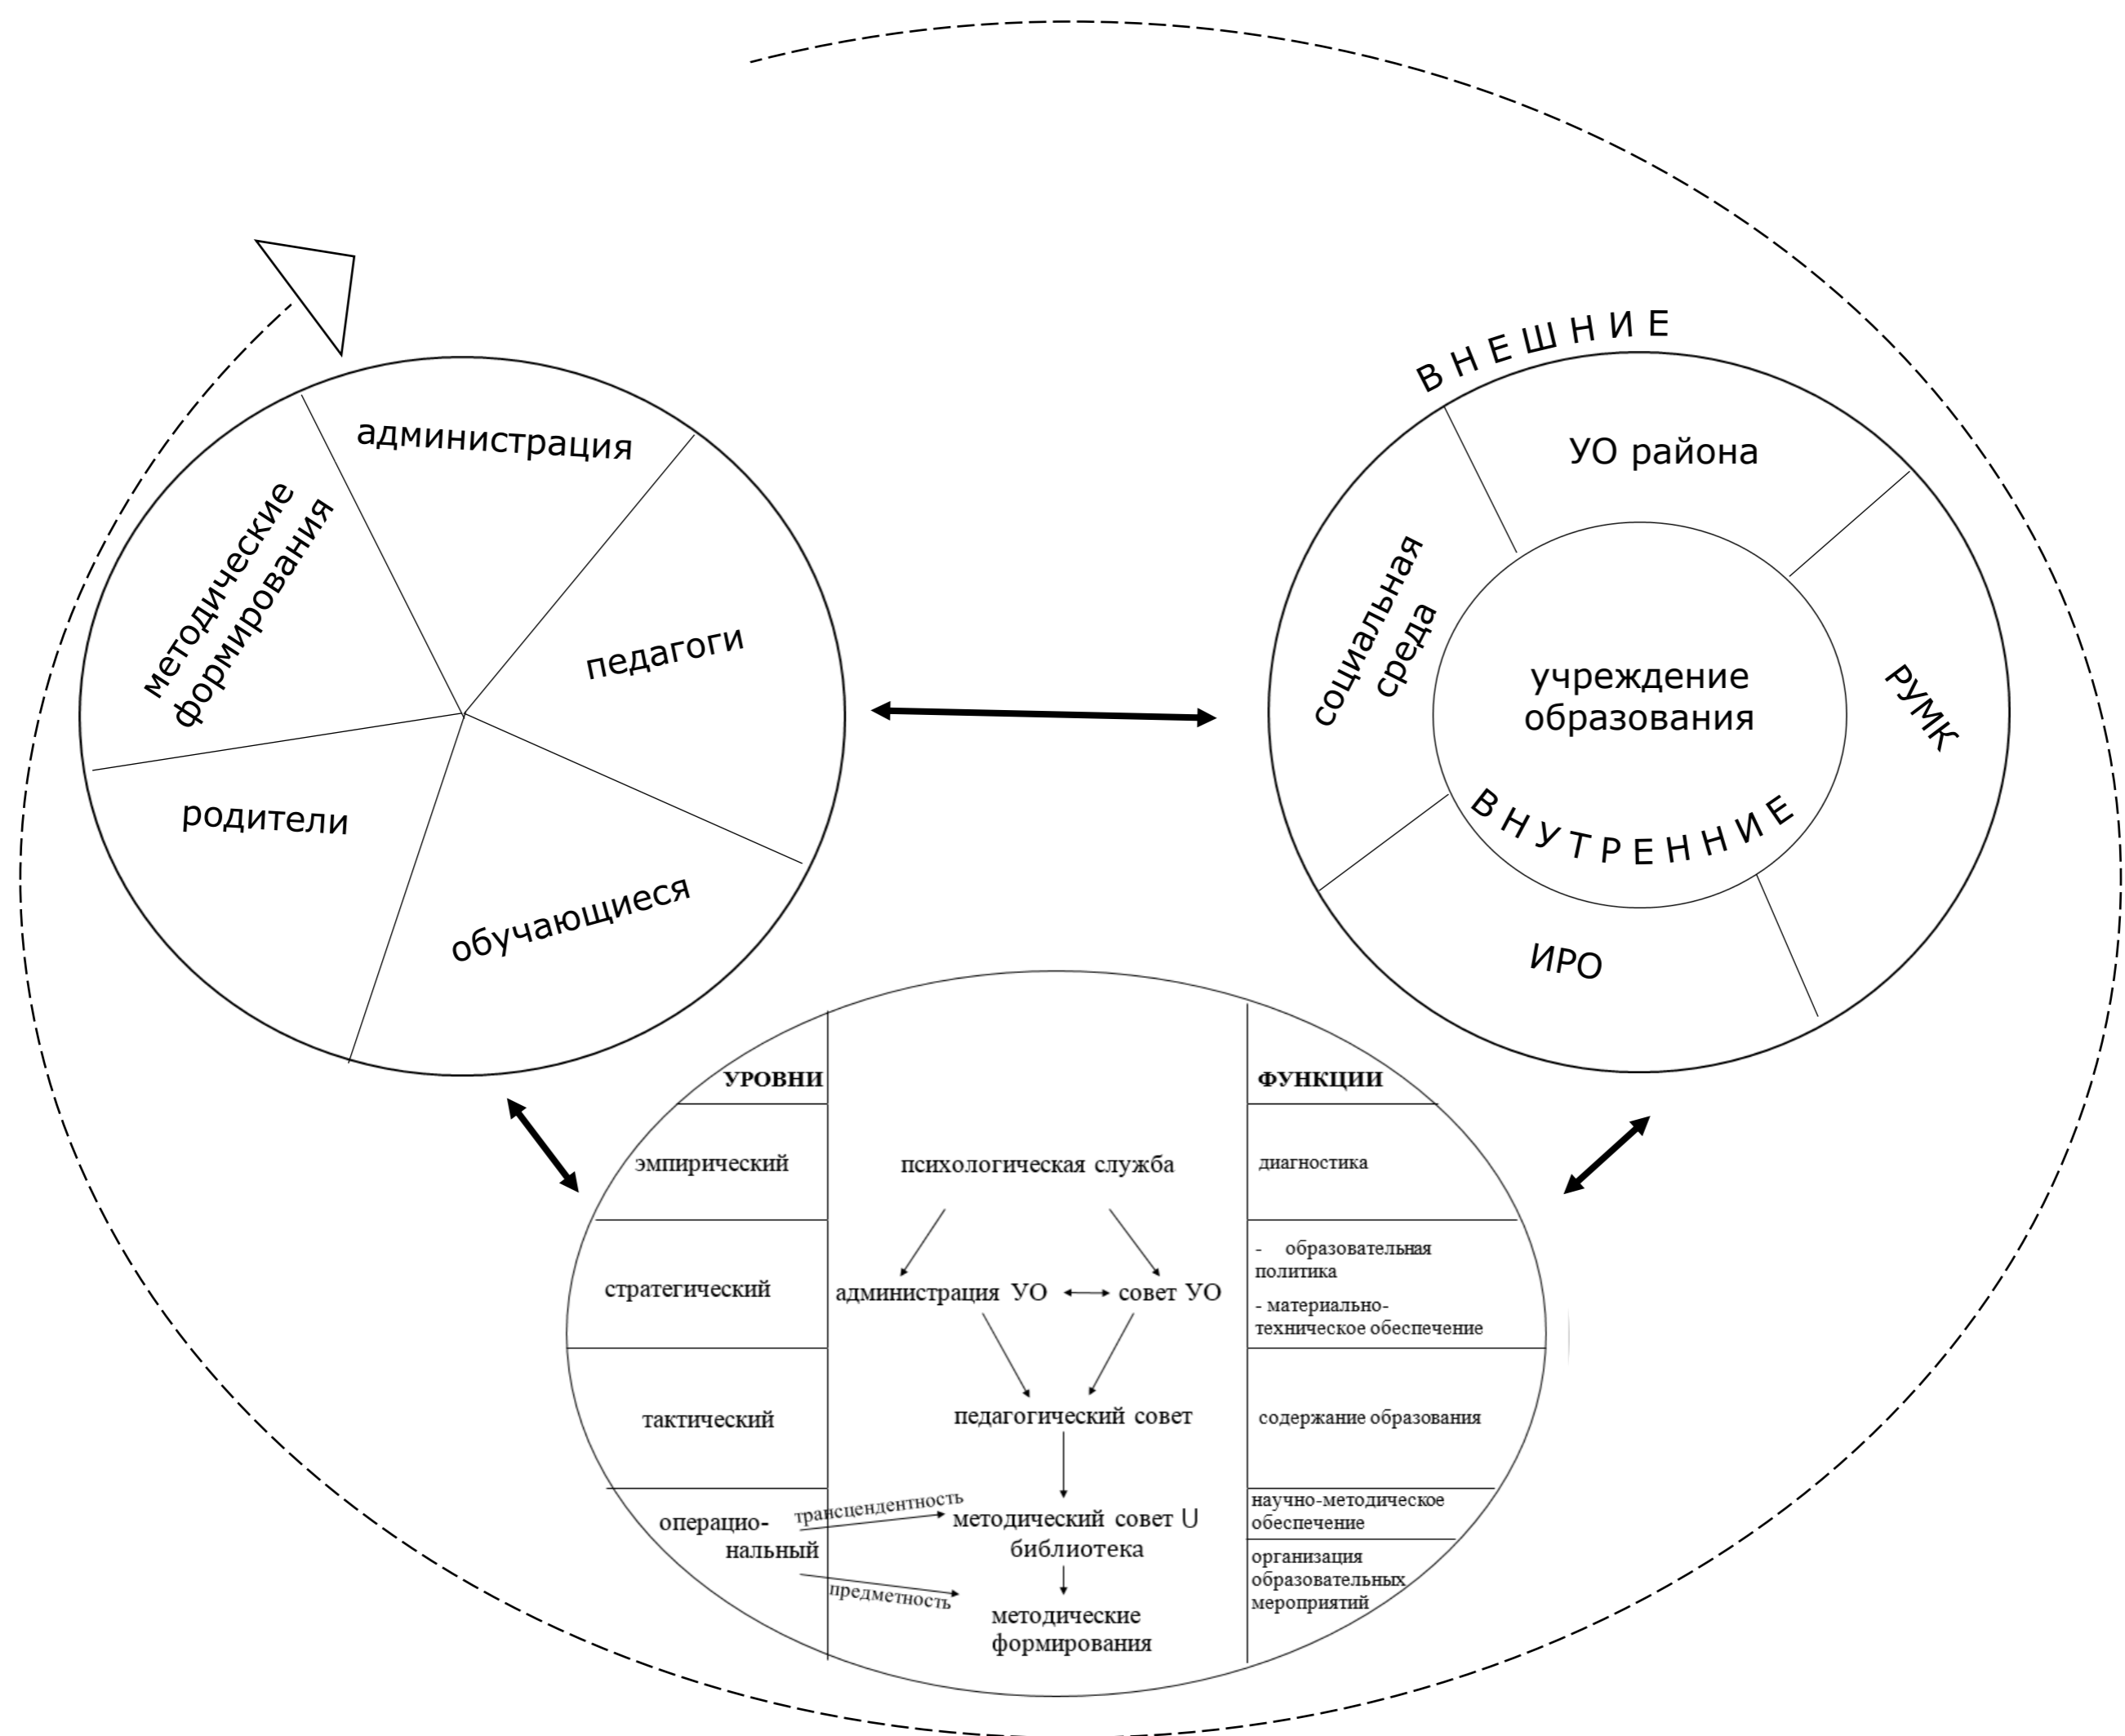 администрация
методические
формирования
педагоги
родители
обучающиеся
ВНЕШНИЕ
УО района
социальная
среда
РУМК
учреждение
образования
ВНУТРЕННИЕ
ИРО
УРОВНИ
ФУНКЦИИ
эмпирический
психологическая служба
диагностика
стратегический
администрация УО
совет УО
- образовательная
политика
- материально-
техническое обеспечение
тактический
педагогический совет
содержание образования
операцио-
нальный
трансцендентность
предметность
методический совет U
библиотека
методические
формирования
научно-методическое
обеспечение
организация
образовательных
мероприятий